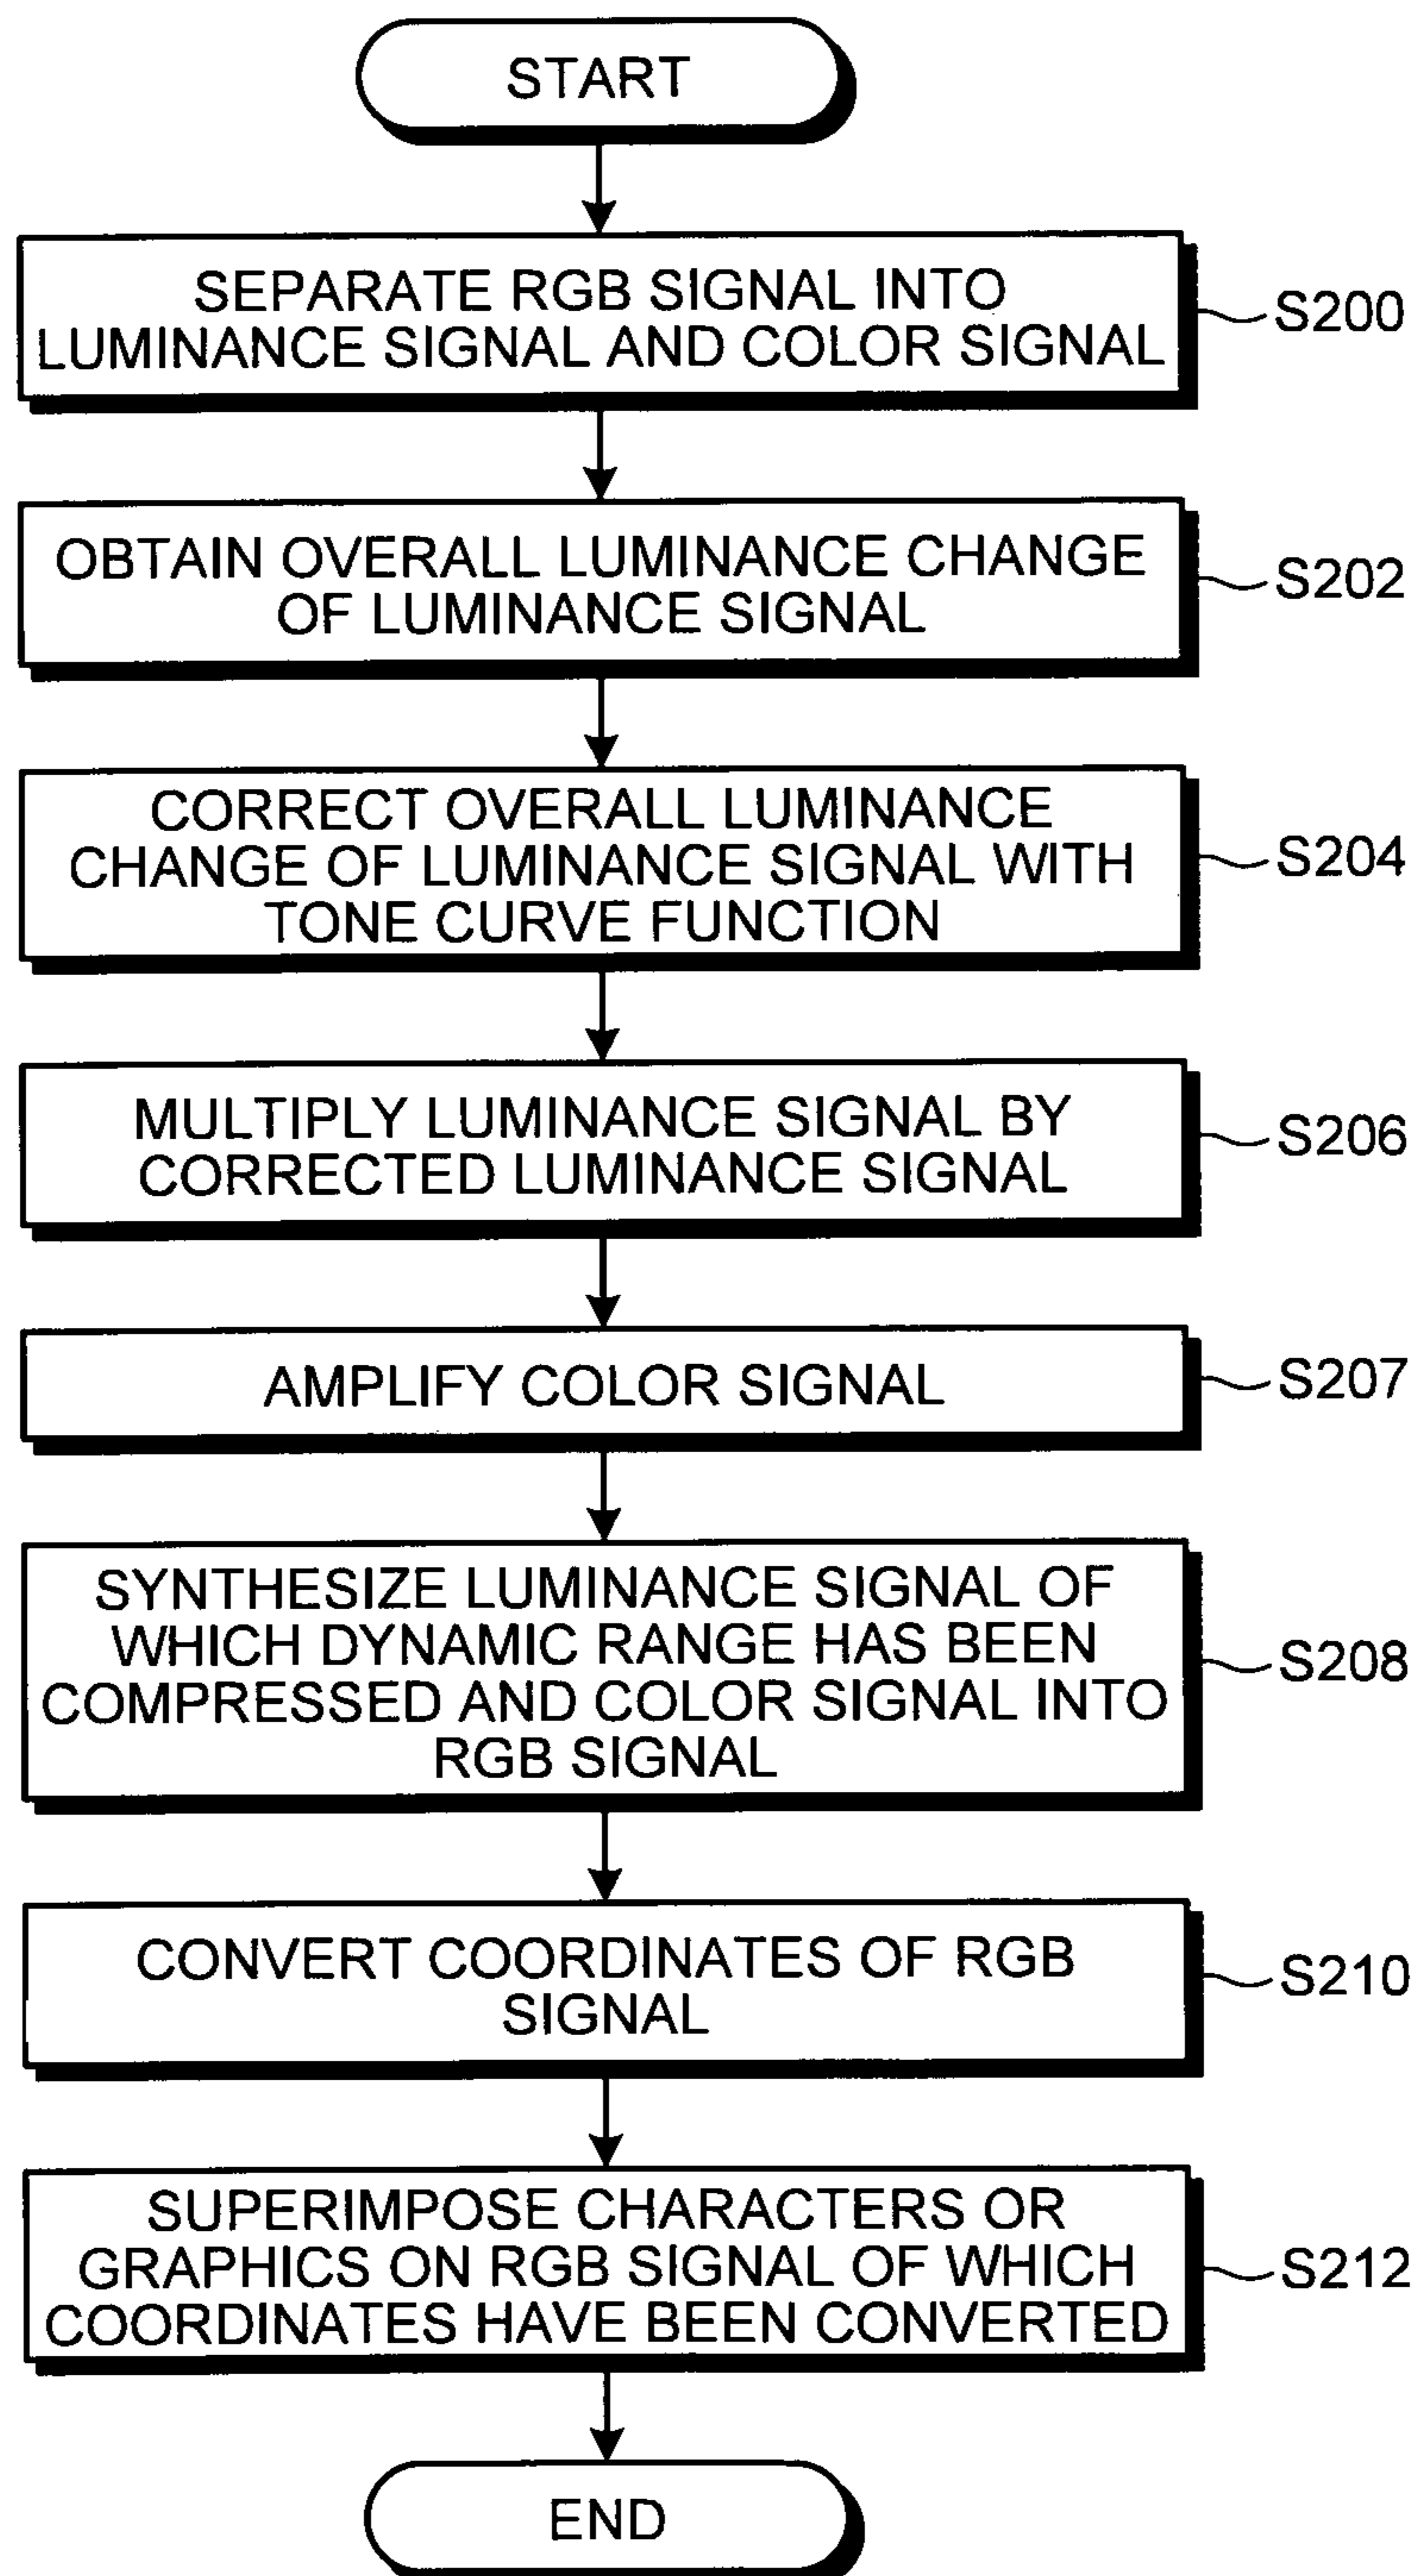 START
SEPARATE RGB SIGNAL INTO
LUMINANCE SIGNAL AND COLOR SIGNAL
S200
OBTAIN OVERALL LUMINANCE CHANGE
OF LUMINANCE SIGNAL
S202
CORRECT OVERALL LUMINANCE
CHANGE OF LUMINANCE SIGNAL WITH
TONE CURVE FUNCTION
S204
MULTIPLY LUMINANCE SIGNAL BY
CORRECTED LUMINANCE SIGNAL
S206
AMPLIFY COLOR SIGNAL
S207
SYNTHESIZE LUMINANCE SIGNAL OF
WHICH DYNAMIC RANGE HAS BEEN
COMPRESSED AND COLOR SIGNAL INTO
RGB SIGNAL
S208
CONVERT COORDINATES OF RGB
SIGNAL
S210
SUPERIMPOSE CHARACTERS OR
GRAPHICS ON RGB SIGNAL OF WHICH
COORDINATES HAVE BEEN CONVERTED
S212
END